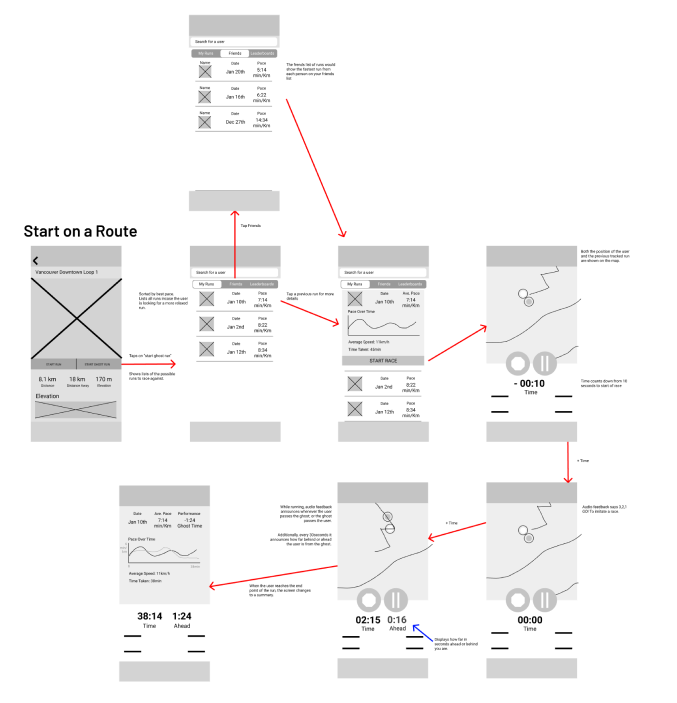 Search for a user
My Runs Friends Leaderboards
Name Date Pace
Jan 20th 5:14 min/Km
Name Date Pace
Jan 16th 6:22 min/Km
Name Date Pace
Dec 27th 14:34 min/Km
The friends list of runs would
show the fastest run from
each person on your friends
list.
Tap Friends
Start on a Route
Vancouver Downtown Loop 1
START RUN START GHOST RUN
8.1 km 18 km 170 m
Distance Distance Away Elevation
Elevation
Sorted by best pace.
Lists all runs incase the user
is looking for a more relaxed
run.
Taps on "start ghost run"
Shows lists of the possible
runs to race against.
Search for a user
My Runs Friends Leaderboards
Date Pace
Jan 10th 7:14 min/Km
Date Pace
Jan 2nd 8:22 min/Km
Date Pace
Jan 12th 8:34 min/Km
Tap a previous run for more
details
Search for a user
My Runs Friends Leaderboards
Date Ave. Pace
Jan 10th 7:14 min/Km
Pace Over Time
Average Speed: 11km/h
Time Taken: 40min
START RACE
Date Pace
Jan 2nd 8:22 min/Km
Date Pace
Jan 12th 8:34 min/Km
Both the position of the user
and the previous tracked run
are shown on the map.
- 00:10
Time
Time counts down from 10
seconds to start of race
+ Time
Audio feedback says 3,2,1
GO! To initiate a race.
00:00
Time
+ Time
While running, audio feedback
announces whenever the user
passes the ghost, or the ghost
passes the user.
Additionally, every 30seconds it
announces how far behind or ahead
the user is from the ghost.
02:15 0:16
Time Ahead
Displays how far in
seconds ahead or behind
you are.
When the user reaches the end
point of the run, the screen changes
to a summary.
Date Ave. Pace Performance
Jan 10th 7:14 min/Km -1:24 Ghost Time
Pace Over Time
Average Speed: 11km/h
Time Taken: 38min
38:14 1:24
Time Ahead